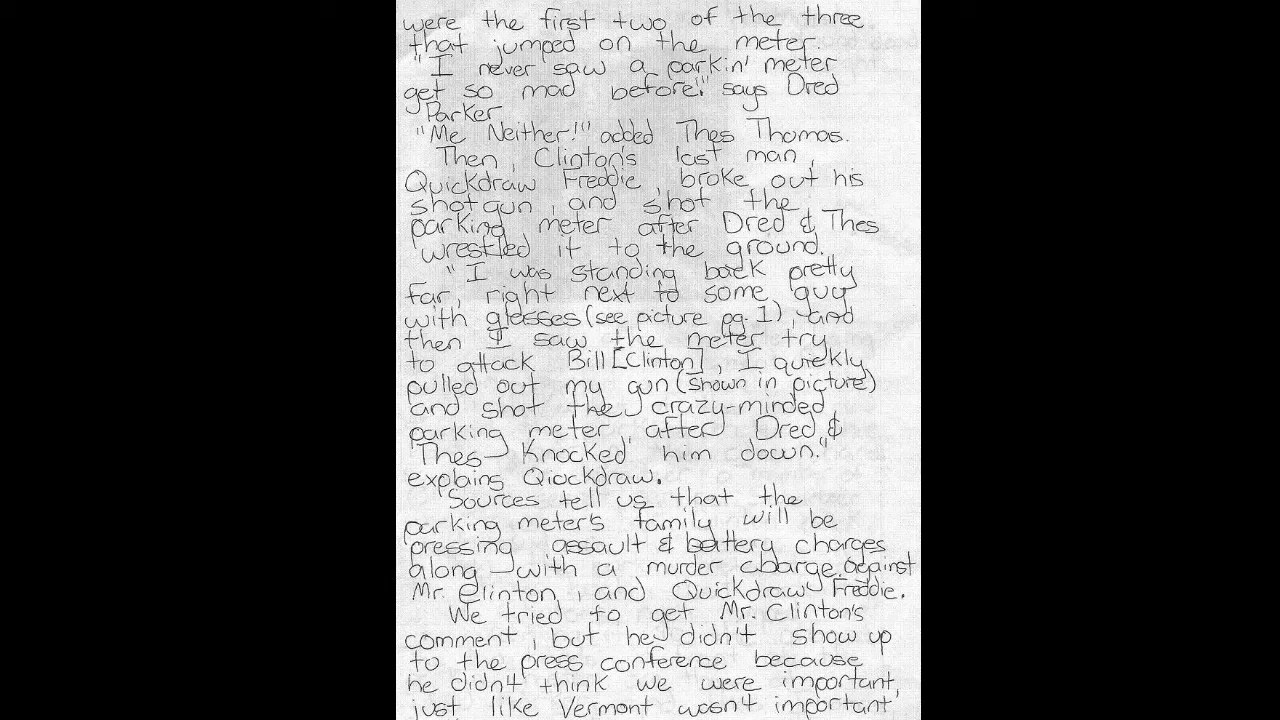 were the first two of the three
that jumped on the meter.
"I never saw a parkin' meter
get so mad before!" says Dred
Parker
"Me Neither!" added Thes Thomas.
Then, Clinton's last man,
Quickdraw Freddie, broke out his
shotgun, and shot the
parking meter after Dred & Thes
wrestled it to the ground.
"I was standing back pretty
far, right next to some guy
with glasses (see picture pg. 1), and
then I saw the meter try
to attack Bill [Clinton], I quickly
pulled out my gun (shown in picture)
and shot the crazy-minded
parking meter, after Dred &
Thes Knocked him down."
explains Qiuckdraw.
Sources tell us that the
parking meter's family will be
pressing assault & battery charges
along with a murder charge against
Mr. Clinton, and Quickdraw Freddie.
We tried to get Mr. Clinton's
comment, but he didn't show up
to the press conference because
he didn't think we were important,
just like Vermont wasn't important